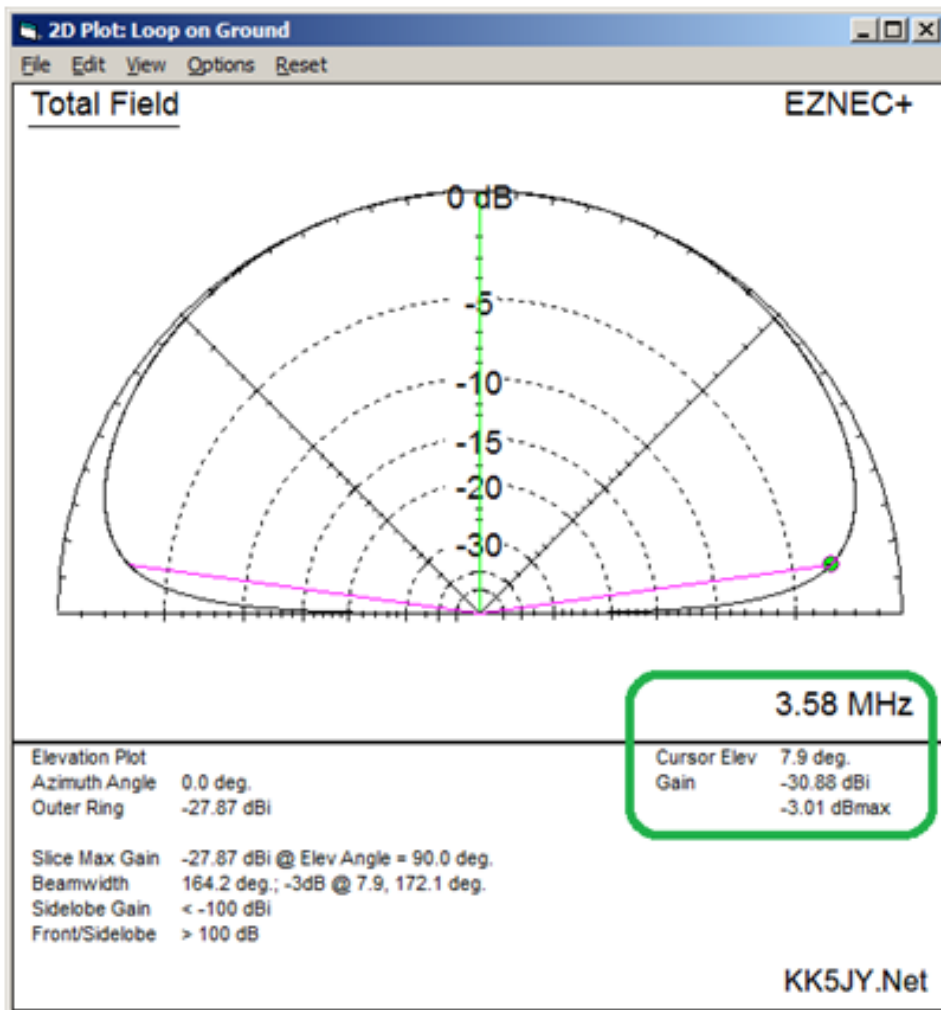 2D Plot: Loop on Ground
File Edit View Options Reset
Total Field EZNEC+
0 dB
-5
-10
-15
-20
-30
3.58 MHz
Elevation Plot Cursor Elev 7.9 deg.
Azimuth Angle 0.0 deg. Gain -30.88 dBi
Outer Ring -27.87 dBi -3.01 dBmax
Slice Max Gain -27.87 dBi @ Elev Angle = 90.0 deg.
Beamwidth 164.2 deg.; -3dB @ 7.9, 172.1 deg.
Sidelobe Gain < -100 dBi
Front/Sidelobe > 100 dB
KK5JY.Net